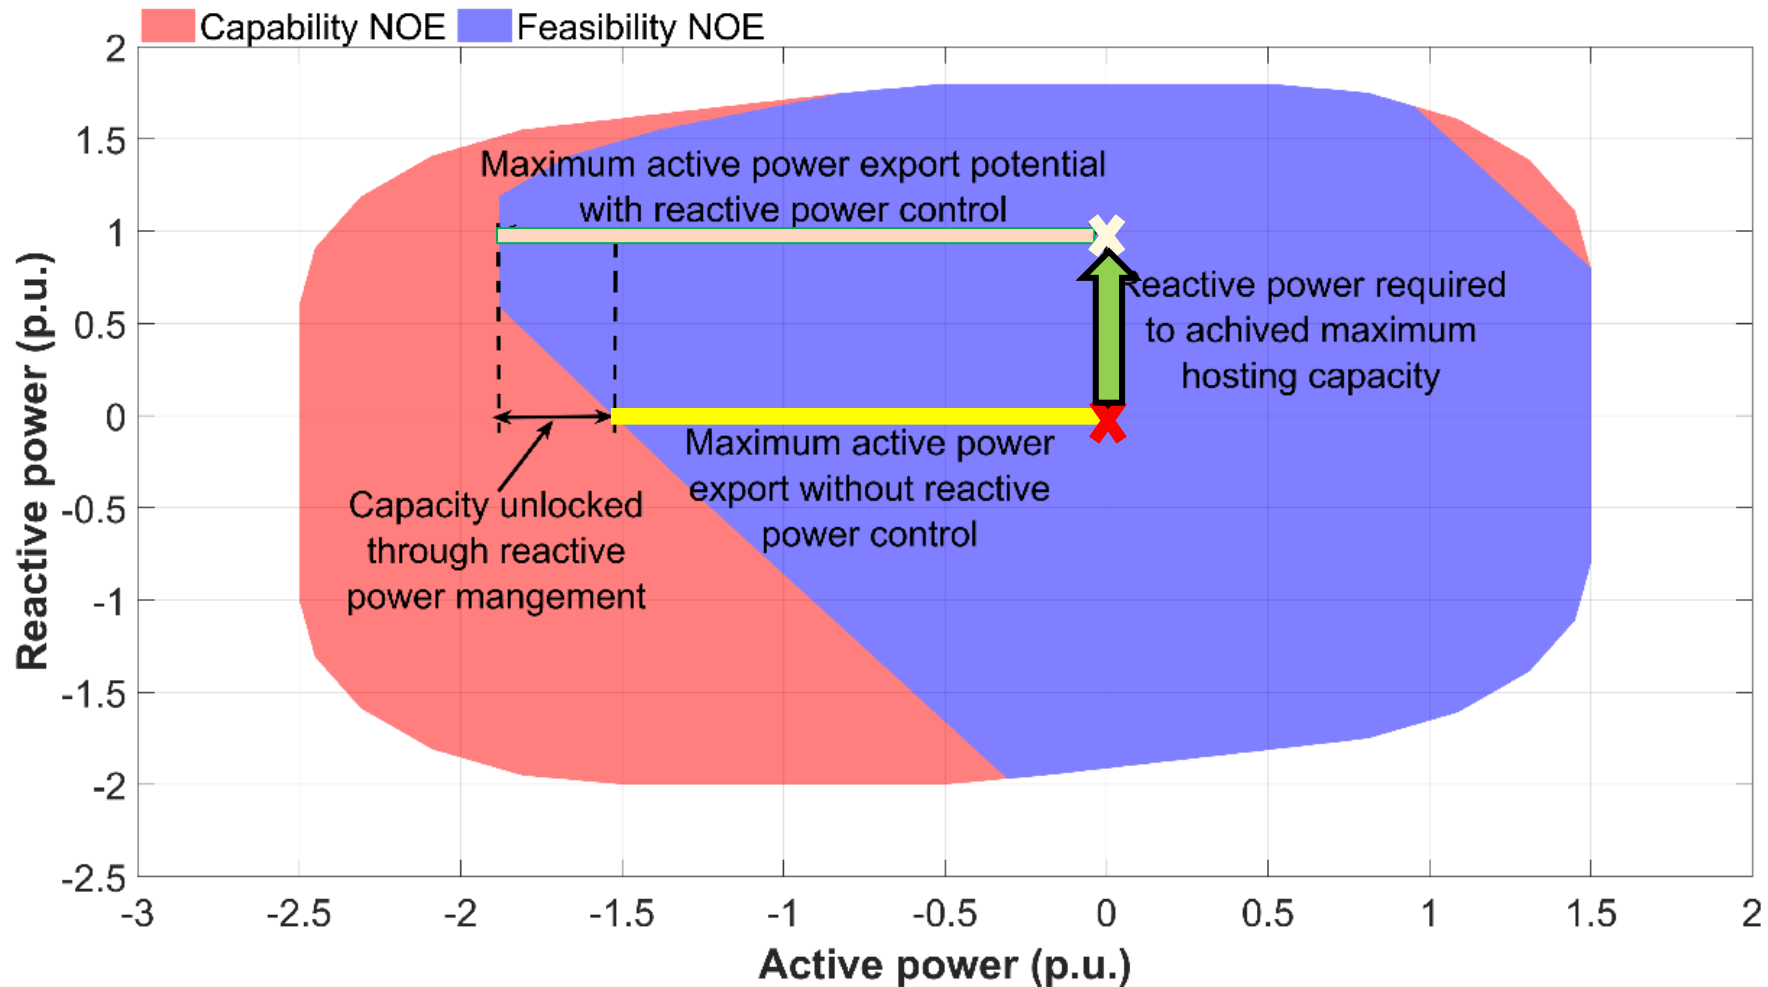 Capability NOE Feasibility NOE
2
1.5
1
0.5
0
-0.5
-1
-1.5
-2
-2.5
Reactive power (p.u.)
Maximum active power export potential
with reactive power control
Reactive power required
to achived maximum
hosting capacity
Maximum active power
export without reactive
power control
Capacity unlocked
through reactive
power mangement
-3 -2.5 -2 -1.5 -1 -0.5 0 0.5 1 1.5 2
Active power (p.u.)